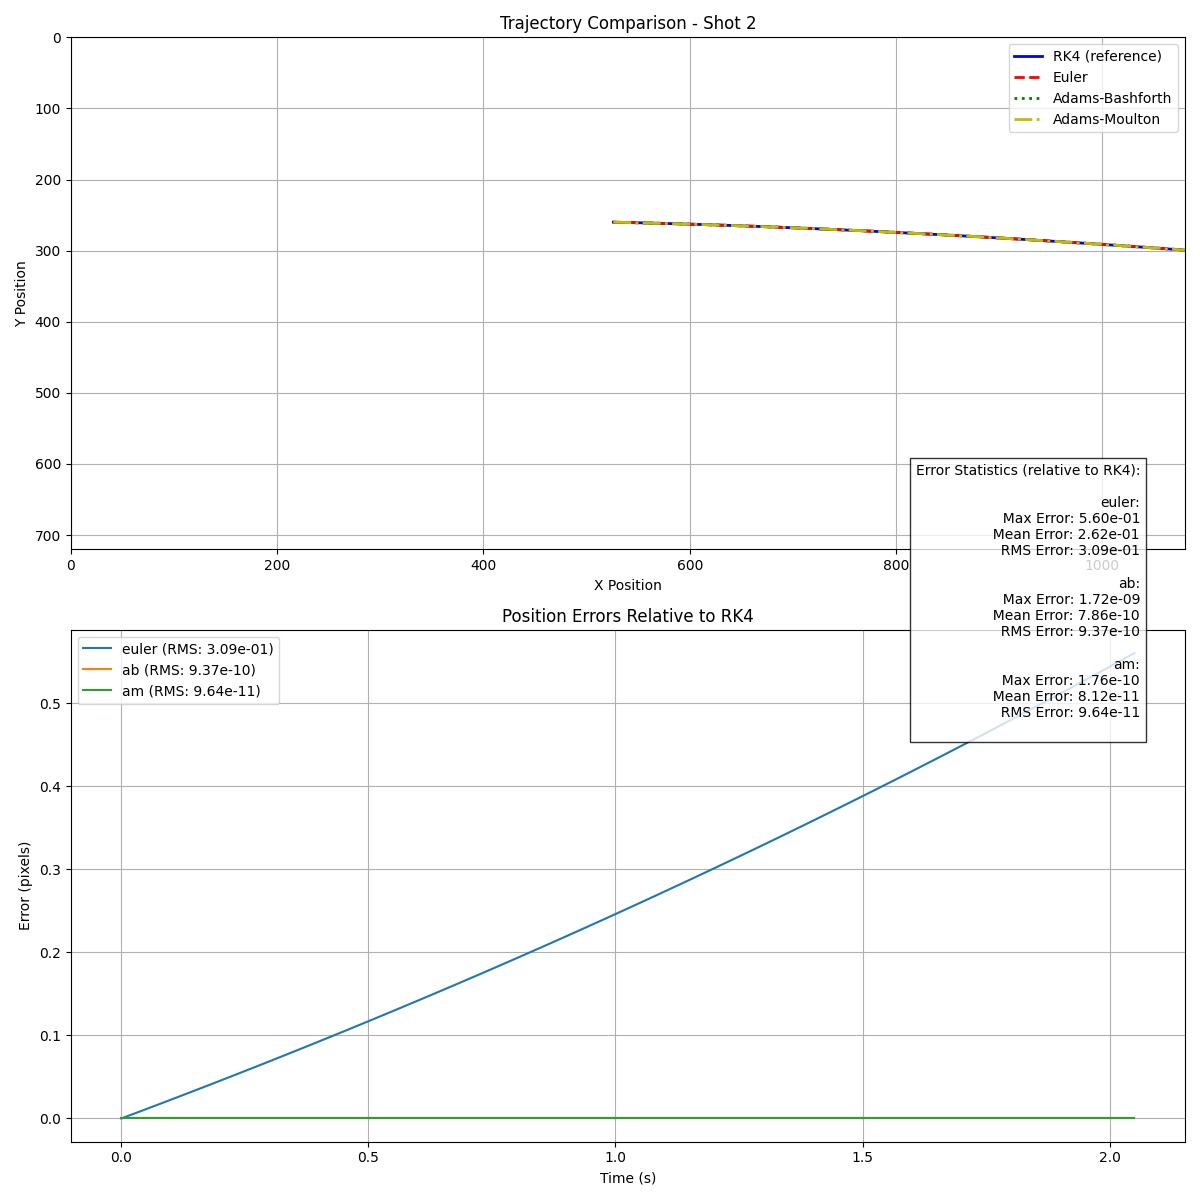 Trajectory Comparison - Shot 2
0
100
200
300
400
500
600
700
Y Position
RK4 (reference)
Euler
Adams-Bashforth
Adams-Moulton
0
200
400
600
800
1000
X Position
Error Statistics (relative to RK4):
euler:
Max Error: 5.60e-01
Mean Error: 2.62e-01
RMS Error: 3.09e-01
ab:
Max Error: 1.72e-09
Mean Error: 7.86e-10
RMS Error: 9.37e-10
am:
Max Error: 1.76e-10
Mean Error: 8.12e-11
RMS Error: 9.64e-11
Position Errors Relative to RK4
euler (RMS: 3.09e-01)
ab (RMS: 9.37e-10)
am (RMS: 9.64e-11)
0.5
0.4
0.3
0.2
0.1
0.0
Error (pixels)
0.0
0.5
1.0
1.5
2.0
Time (s)